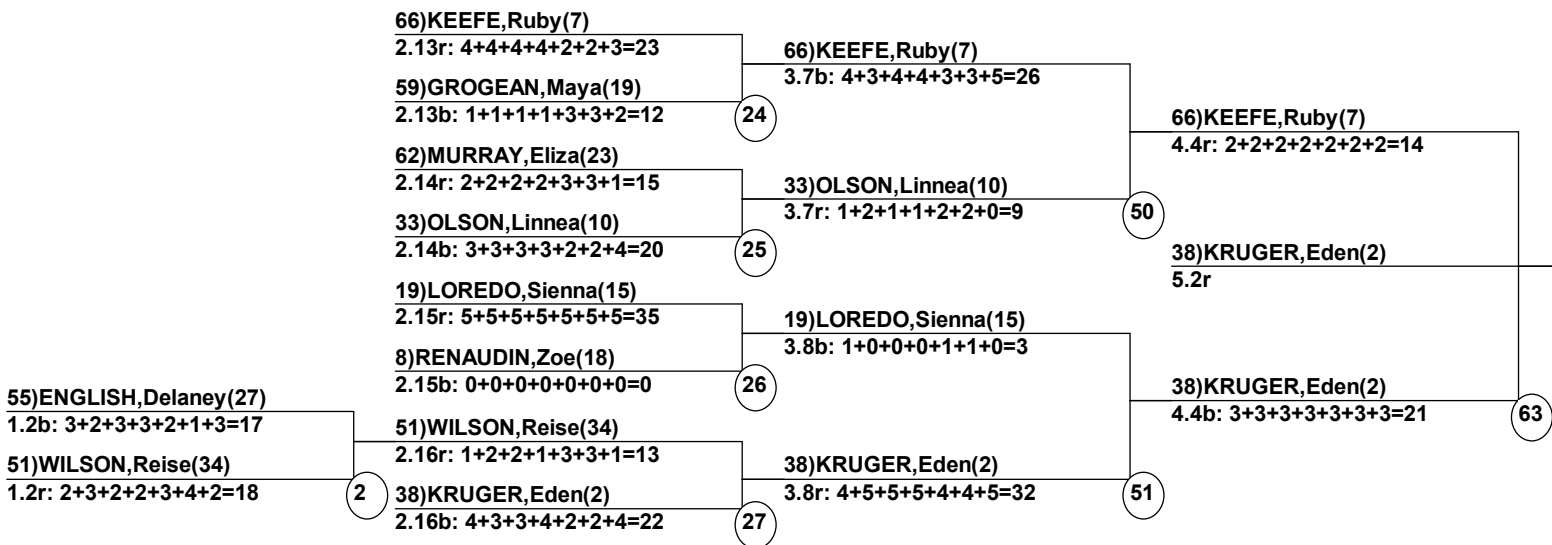 66)KEEFE,Ruby(7)
2.13r: 4+4+4+4+2+2+3=23
59)GROGEAN,Maya(19)
2.13b: 1+1+1+1+3+3+2=12
24
62)MURRAY,Eliza(23)
2.14r: 2+2+2+2+3+3+1=15
33)OLSON,Linnea(10)
2.14b: 3+3+3+3+2+2+4=20
25
19)LOREDO,Sienna(15)
2.15r: 5+5+5+5+5+5+5=35
8)RENAUDIN,Zoe(18)
2.15b: 0+0+0+0+0+0+0=0
26
55)ENGLISH,Delaney(27)
1.2b: 3+2+3+3+2+1+3=17
51)WILSON,Reise(34)
1.2r: 2+3+2+2+3+4+2=18
2
51)WILSON,Reise(34)
2.16r: 1+2+2+1+3+3+1=13
38)KRUGER,Eden(2)
2.16b: 4+3+3+4+2+2+4=22
27
66)KEEFE,Ruby(7)
3.7b: 4+3+4+4+3+3+5=26
33)OLSON,Linnea(10)
3.7r: 1+2+1+1+2+2+0=9
50
19)LOREDO,Sienna(15)
3.8b: 1+0+0+0+1+1+0=3
38)KRUGER,Eden(2)
3.8r: 4+5+5+5+4+4+5=32
51
66)KEEFE,Ruby(7)
4.4r: 2+2+2+2+2+2+2=14
38)KRUGER,Eden(2)
4.4b: 3+3+3+3+3+3+3=21
63
38)KRUGER,Eden(2)
5.2r